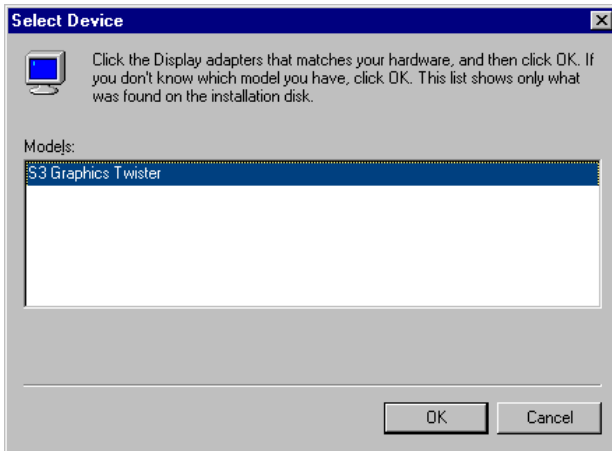 Select Device
Click the Display adapters that matches your hardware, and then click OK. If
you don't know which model you have, click OK. This list shows only what
was found on the installation disk.
Models:
S3 Graphics Twister
OK
Cancel